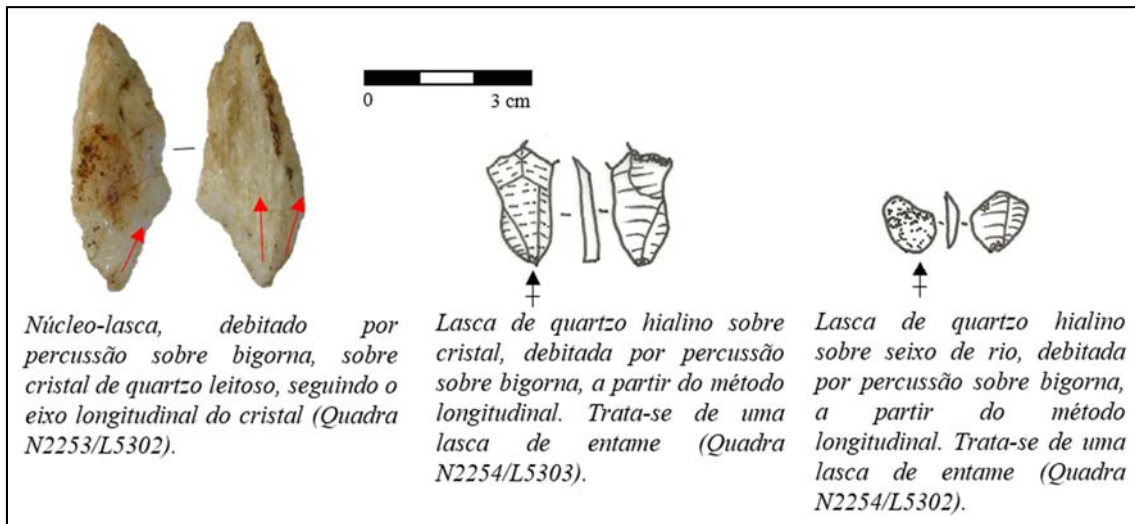 0 3 cm
Núcleo-lasca, debitado por
percussão sobre bigorna, sobre
cristal de quartzo leitoso, seguindo o
eixo longitudinal do cristal (Quadra
N2253/L5302).
Lasca de quartzo hialino sobre
cristal, debitada por percussão
sobre bigorna, a partir do método
longitudinal. Trata-se de uma
lasca de entame (Quadra
N2254/L5303).
Lasca de quartzo hialino
sobre seixo de rio, debitada
por percussão sobre bigorna,
a partir do método
longitudinal. Trata-se de uma
lasca de entame (Quadra
N2254/L5302).